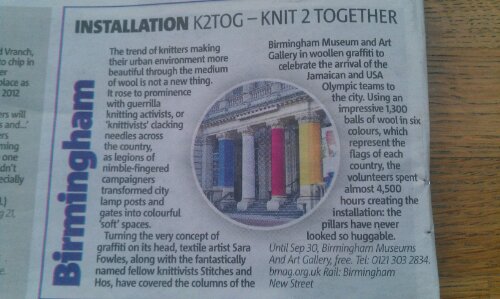 Vranch,
to chip in
er
place as
2012
ers will
s and...'
ers
ming
one
dn't
ecially
.)
g 21,
Birmingham
INSTALLATION K2TOG – KNIT 2 TOGETHER
The trend of knitters making
their urban environment more
beautiful through the medium
of wool is not a new thing.
It rose to prominence
with guerrilla
knitting activists, or
'knittivists' clacking
needles across
the country,
as legions of
nimble-fingered
campaigners
transformed city
lamp posts and
gates into colourful
'soft' spaces.
Turning the very concept of
graffiti on its head, textile artist Sara
Fowles, along with the fantastically
named fellow knittivists Stitches and
Hos, have covered the columns of the
Birmingham Museum and Art
Gallery in woollen graffiti to
celebrate the arrival of the
Jamaican and USA
Olympic teams to
the city. Using an
impressive 1,300
balls of wool in six
colours, which
represent the
flags of each
country, the
volunteers spent
almost 4,500
hours creating
the installation: the
pillars have never
looked so huggable.
Until Sep 30, Birmingham Museums
And Art Gallery, free. Tel: 0121 303 2834.
bmag.org.uk Rail: Birmingham
New Street